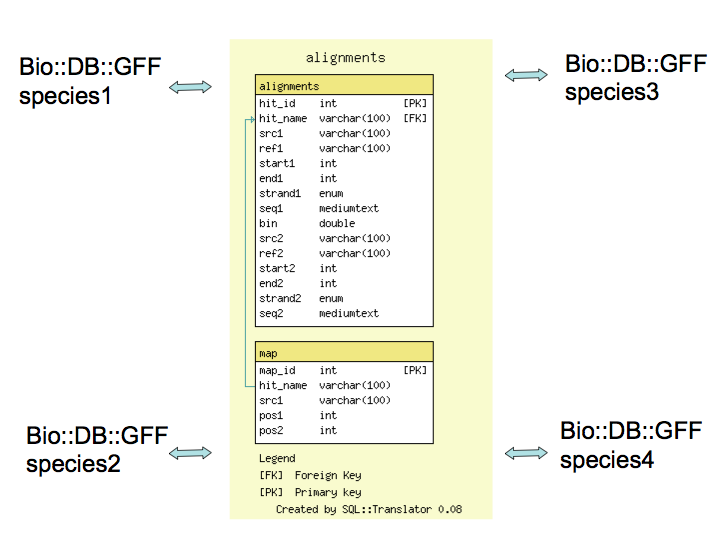 Bio::DB::GFF
species1
alignments
Bio::DB::GFF
species3
alignments
hit_id int [PK]
hit_name varchar(100) [FK]
src1 varchar(100)
ref1 varchar(100)
start1 int
end1 int
strand1 enum
seq1 mediumtext
bin double
src2 varchar(100)
ref2 varchar(100)
start2 int
end2 int
strand2 enum
seq2 mediumtext
map
map_id int [PK]
hit_name varchar(100)
src1 varchar(100)
pos1 int
pos2 int
Bio::DB::GFF
species2
Bio::DB::GFF
species4
Legend
[FK] Foreign Key
[PK] Primary key
Created by SQL::Translator 0.08